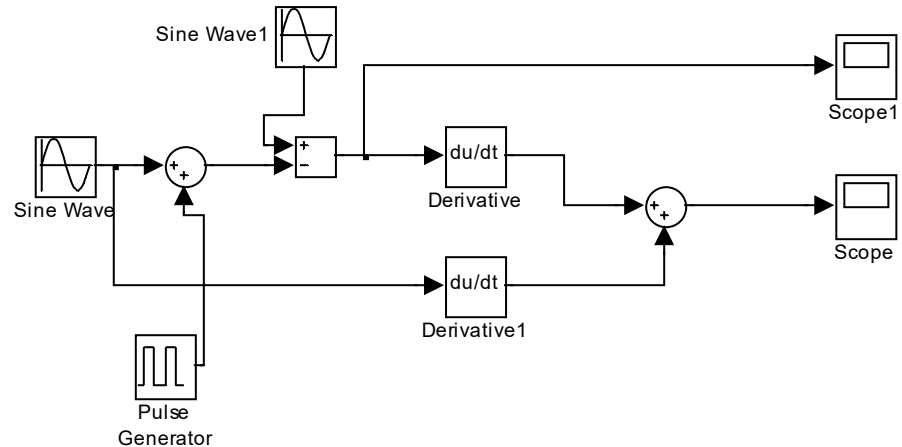 Sine Wave1
Scope1
+
−
du/dt
Derivative
Sine Wave
+
+
+
+
Scope
du/dt
Derivative1
Pulse
Generator